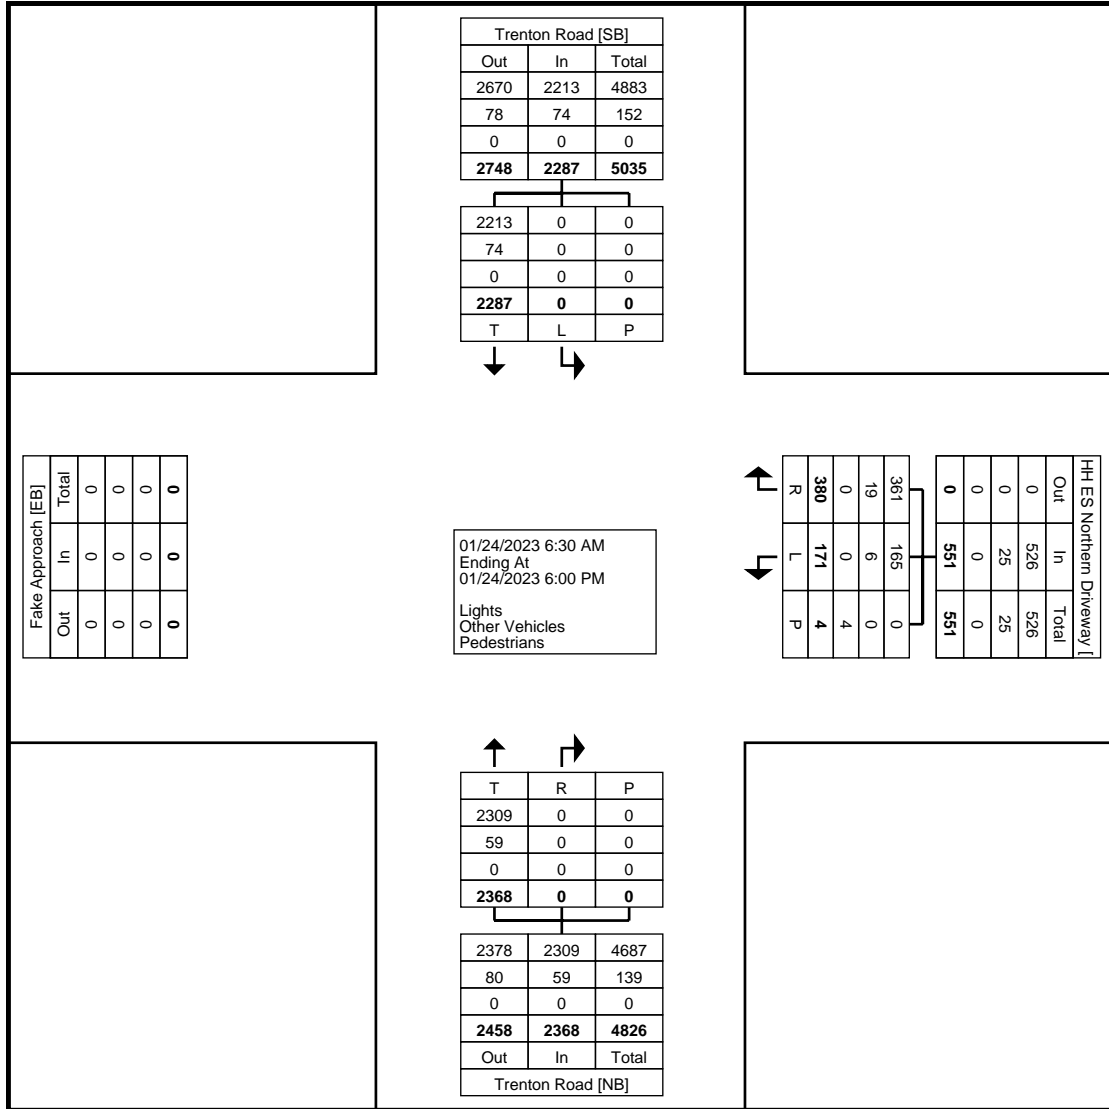 Trenton Road [SB]
Out In Total
2670 2213 4883
78 74 152
0 0 0
2748 2287 5035
2213 0 0
74 0 0
0 0 0
2287 0 0
T L P
Fake Approach [EB]
Total In Out
0 0 0
0 0 0
0 0 0
0 0 0
01/24/2023 6:30 AM
Ending At
01/24/2023 6:00 PM
Lights
Other Vehicles
Pedestrians
HH ES Northern Driveway [
Out In Total
0 526 526
0 25 25
0 0 0
0 551 551
361 165 0
19 6 0
0 0 4
380 171 4
R L P
T R P
2309 0 0
59 0 0
0 0 0
2368 0 0
2378 2309 4687
80 59 139
0 0 0
2458 2368 4826
Out In Total
Trenton Road [NB]